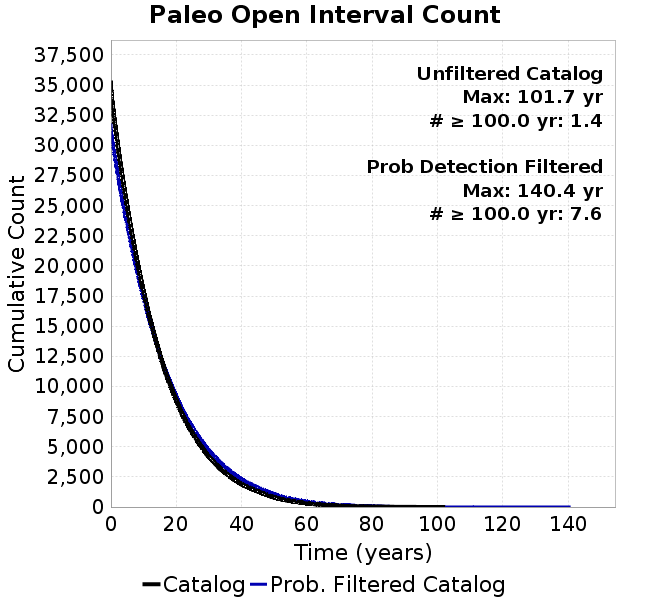 Paleo Open Interval Count
37,500
35,000
32,500
30,000
27,500
25,000
22,500
20,000
17,500
15,000
12,500
10,000
7,500
5,000
2,500
0
Cumulative Count
Unfiltered Catalog
Max: 101.7 yr
# ≥ 100.0 yr: 1.4
Prob Detection Filtered
Max: 140.4 yr
# ≥ 100.0 yr: 7.6
0 20 40 60 80 100 120 140
Time (years)
Catalog Prob. Filtered Catalog